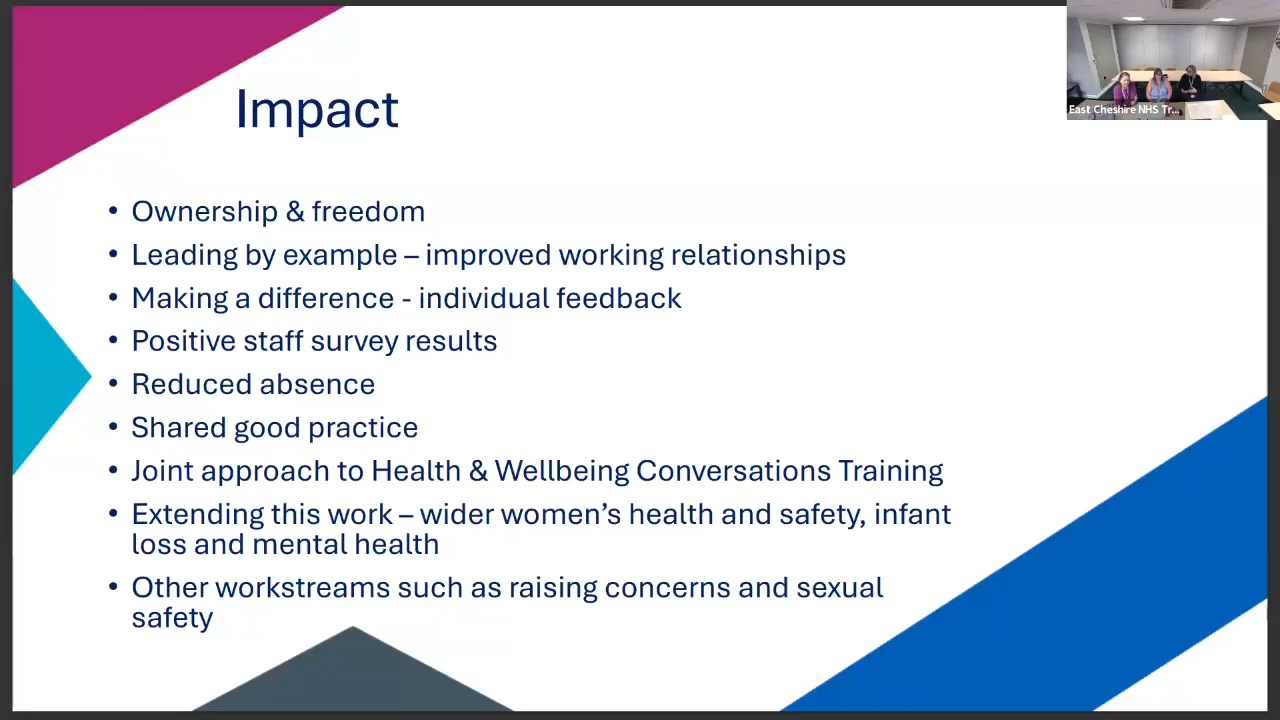 Impact
East Cheshire NHS Tr...
• Ownership & freedom
• Leading by example – improved working relationships
• Making a difference - individual feedback
• Positive staff survey results
• Reduced absence
• Shared good practice
• Joint approach to Health & Wellbeing Conversations Training
• Extending this work – wider women’s health and safety, infant
loss and mental health
• Other workstreams such as raising concerns and sexual
safety